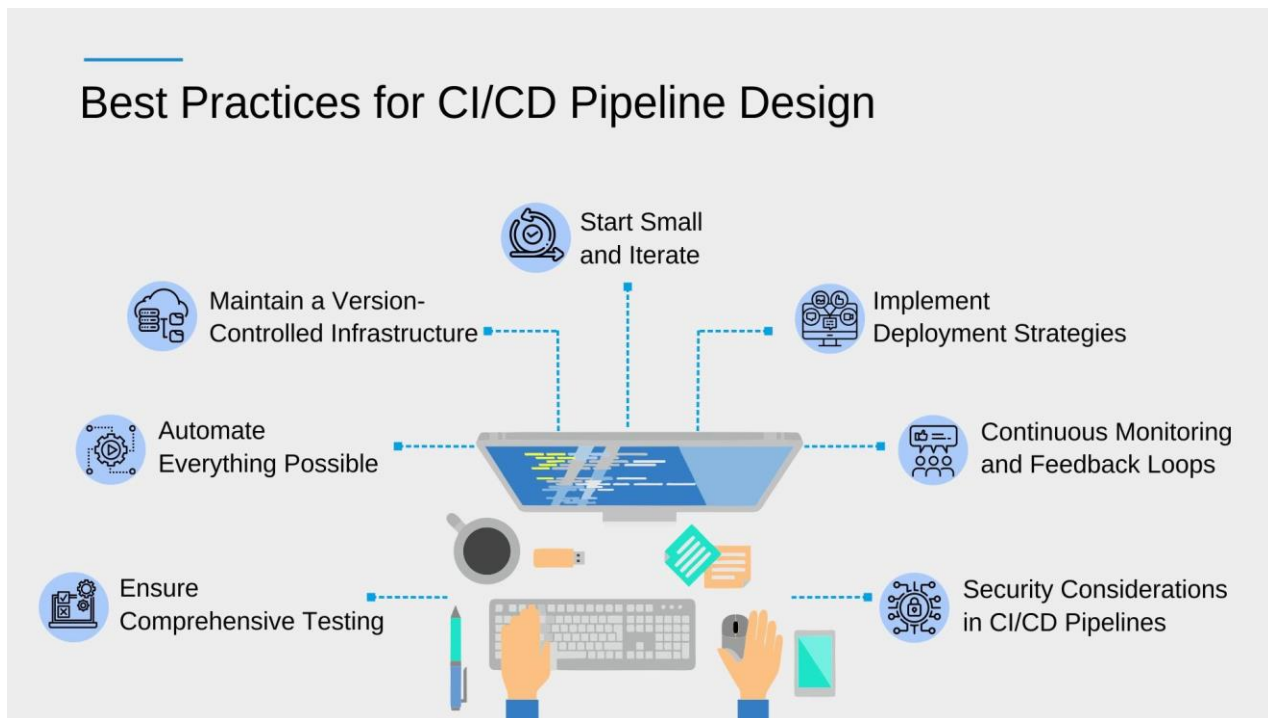 Best Practices for CI/CD Pipeline Design
Start Small
and Iterate
Maintain a Version-
Controlled Infrastructure
Implement
Deployment Strategies
Automate
Everything Possible
Continuous Monitoring
and Feedback Loops
Ensure
Comprehensive Testing
Security Considerations
in CI/CD Pipelines